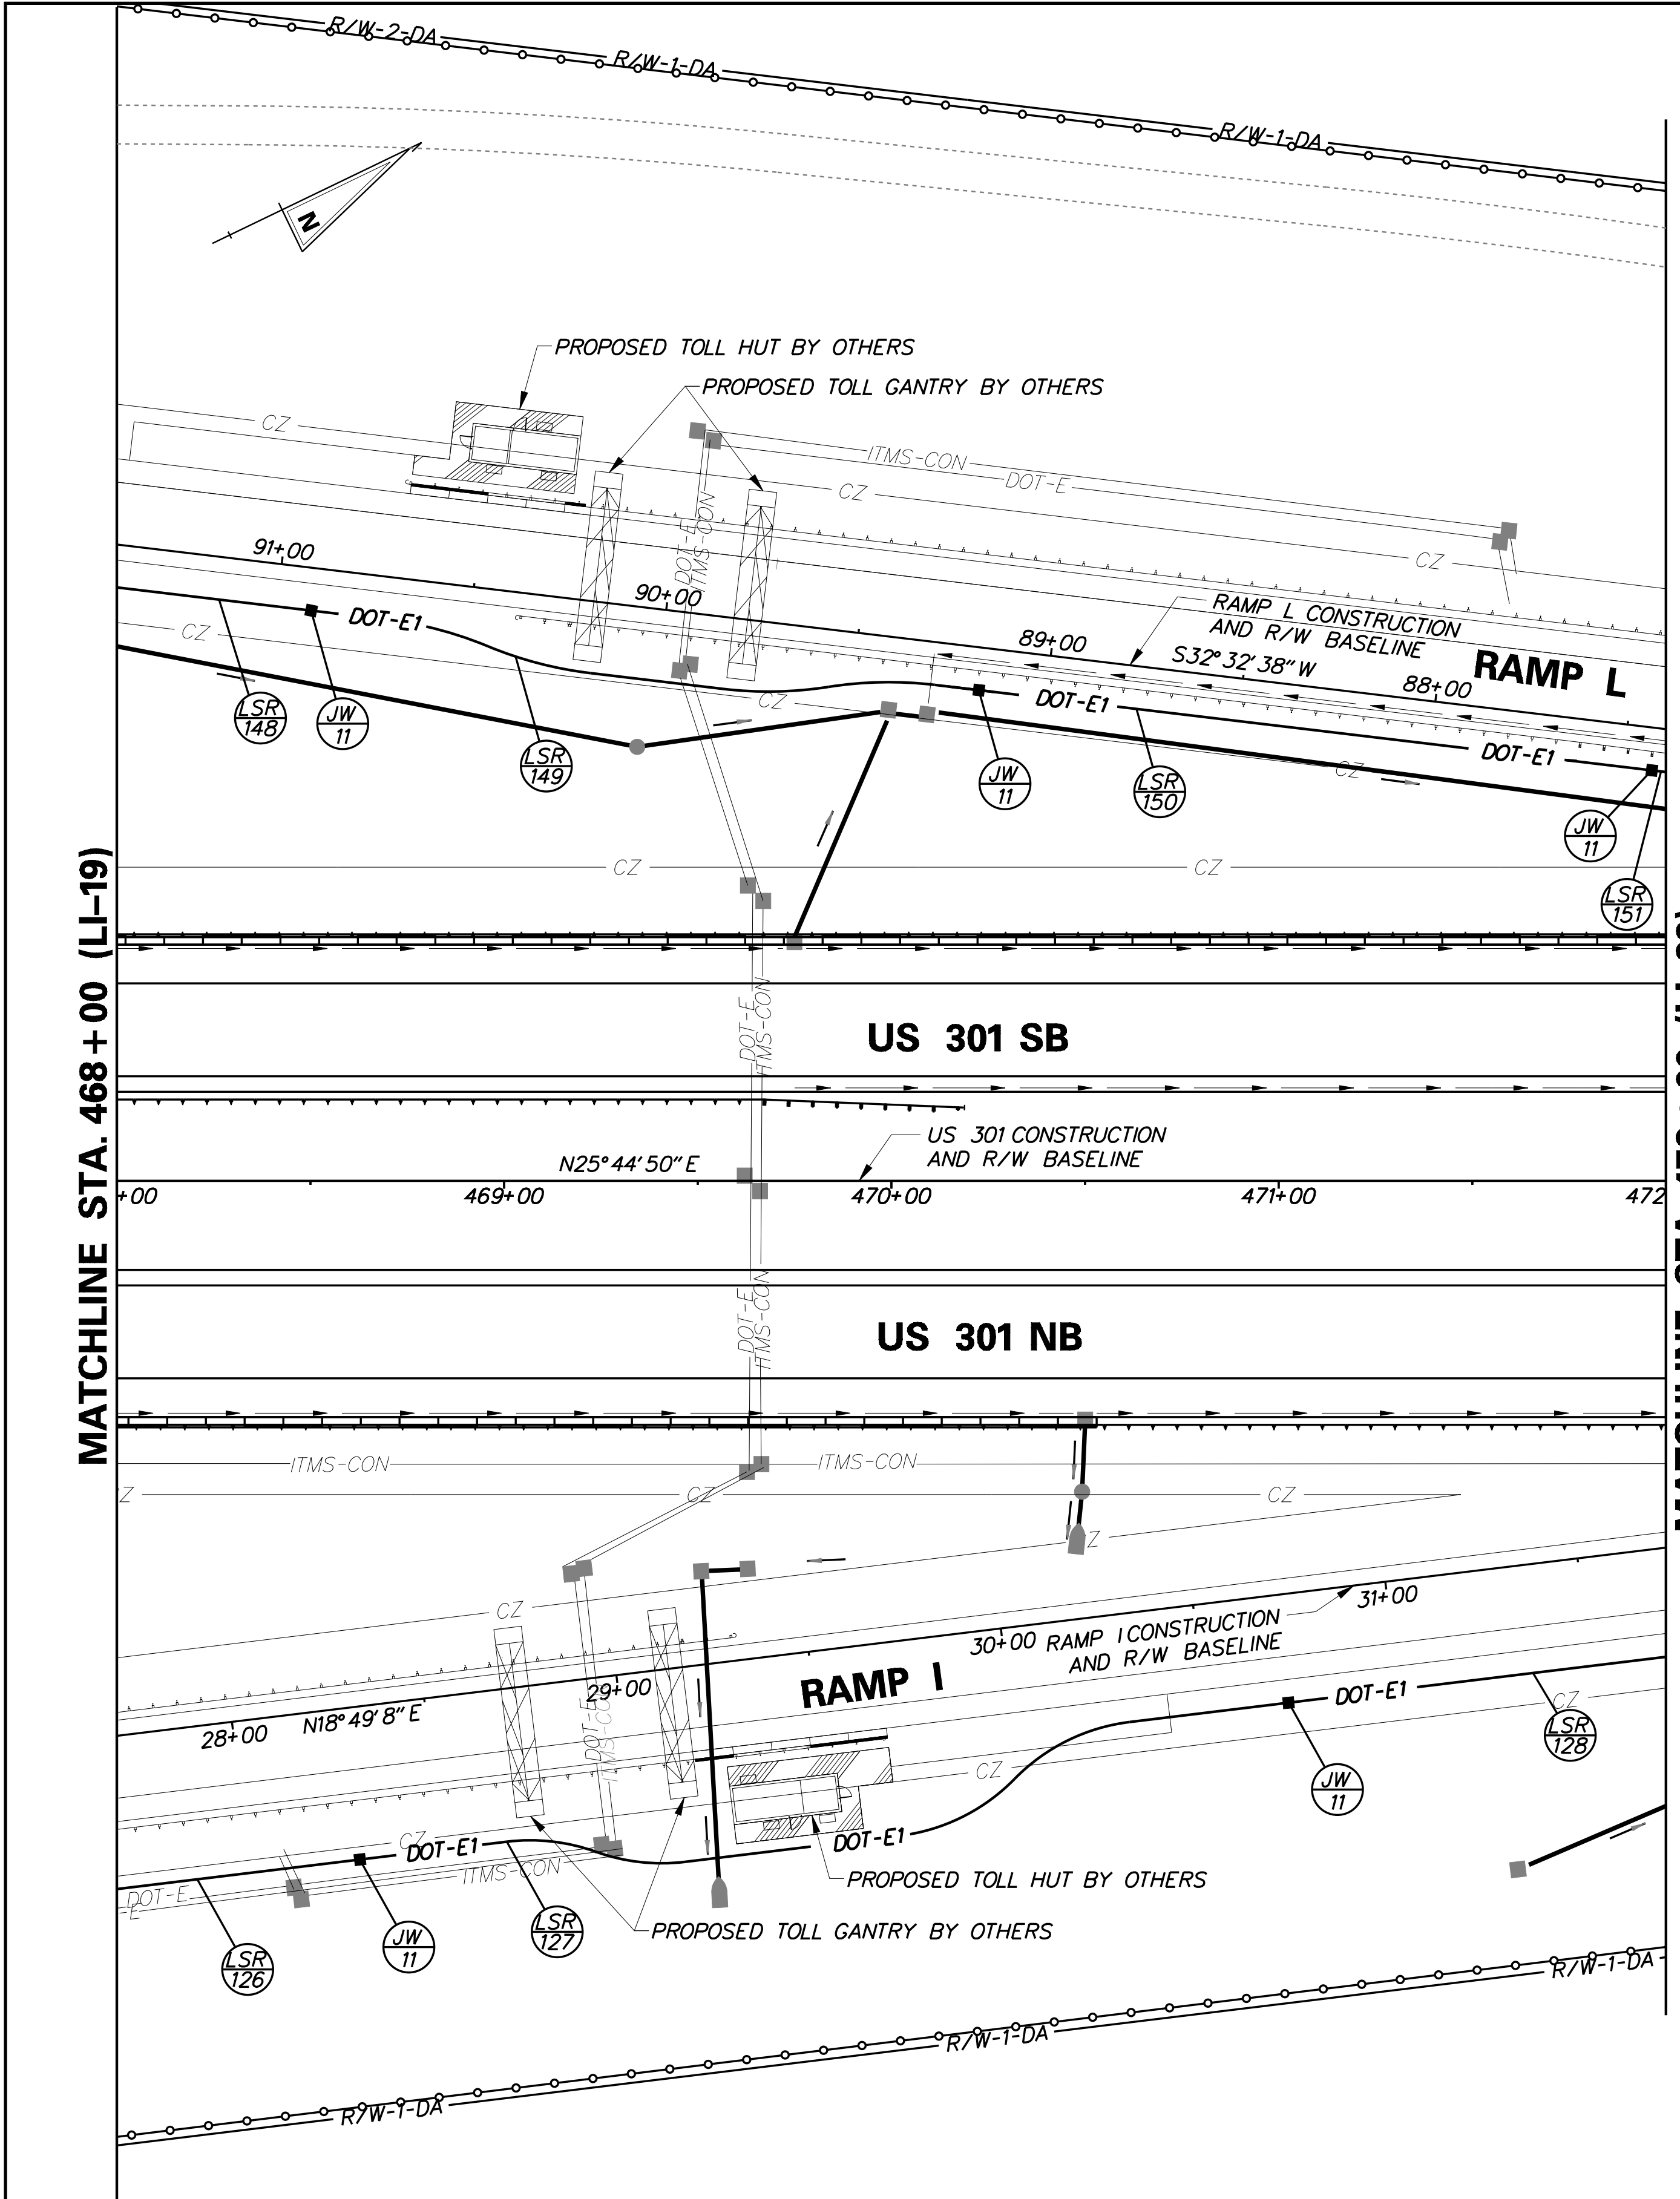 R/W-2-DA
R/W-1-DA
R/W-1-DA
N
PROPOSED TOLL HUT BY OTHERS
PROPOSED TOLL GANTRY BY OTHERS
CZ
ITMS-CON
DOT-E
CZ
DOT-E
ITMS-CON
CZ
91+00
90+00
89+00
88+00
RAMP L CONSTRUCTION
AND R/W BASELINE
S32°32'38"W
RAMP L
CZ
DOT-E1
CZ
DOT-E1
DOT-E1
CZ
LSR
148
JW
11
LSR
149
JW
11
LSR
150
JW
11
LSR
151
CZ
CZ
MATCHLINE STA. 468+00 (LI-19)
DOT-E
ITMS-CON
US 301 SB
US 301 CONSTRUCTION
AND R/W BASELINE
N25°44'50"E
+00
469+00
470+00
471+00
472
DOT-E
ITMS-CON
US 301 NB
ITMS-CON
ITMS-CON
Z
CZ
CZ
Z
CZ
31+00
30+00
RAMP I CONSTRUCTION
AND R/W BASELINE
RAMP I
29+00
28+00
N18°49'8"E
DOT-E
ITMS-CON
DOT-E1
CZ
LSR
128
JW
11
CZ
DOT-E1
CZ
DOT-E1
ITMS-CON
DOT-E
-E
PROPOSED TOLL HUT BY OTHERS
PROPOSED TOLL GANTRY BY OTHERS
LSR
126
JW
11
LSR
127
R/W-1-DA
R/W-1-DA
R/W-1-DA